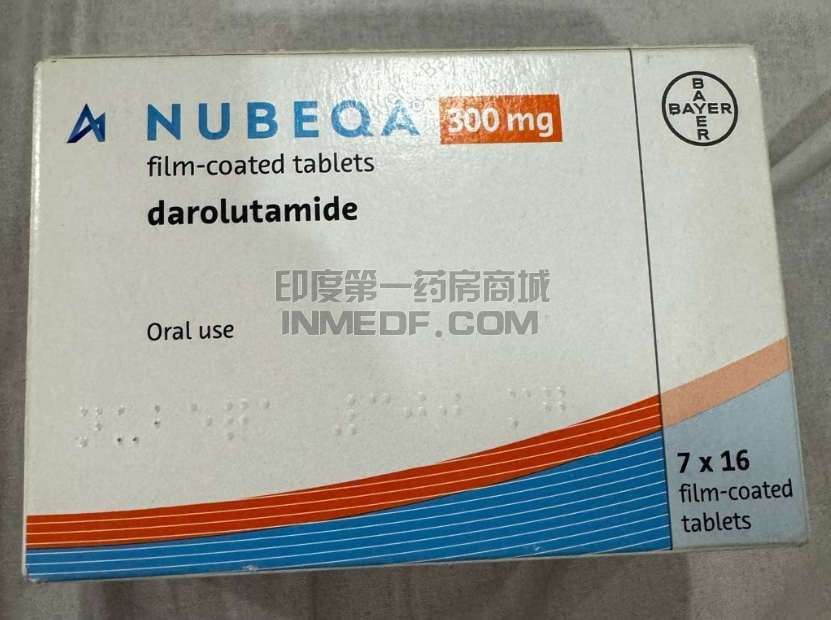 NUBEQA 300 mg
film-coated tablets
darolutamide
Oral use
BAYER
BAYER
7 x 16
film-coated
tablets
印度第一药房商城
INMEDF.COM